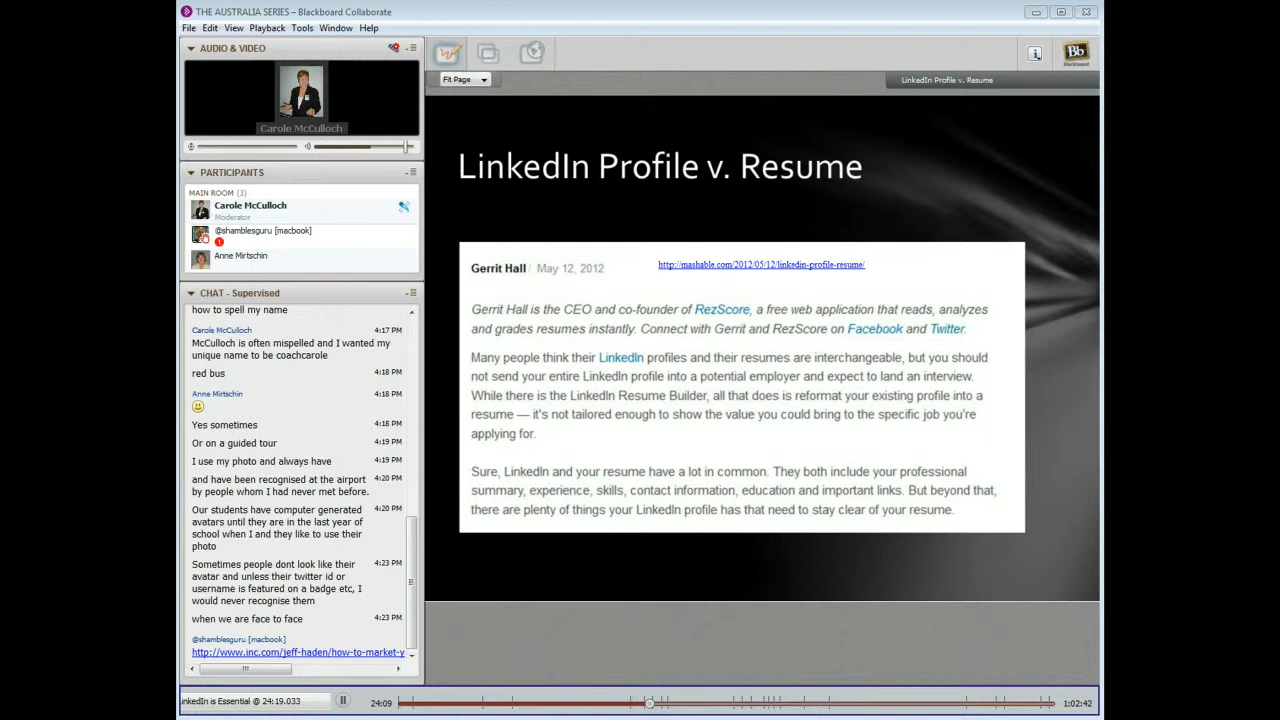 THE AUSTRALIA SERIES – Blackboard Collaborate
File Edit View Playback Tools Window Help
AUDIO & VIDEO
Carole McCulloch
PARTICIPANTS
MAIN ROOM (3)
Carole McCulloch
Moderator
@shamblesguru [macbook]
Anne Mirtschin
CHAT - Supervised
how to spell my name
Carole McCulloch 4:17 PM
McCulloch is often mispelled and I wanted my
unique name to be coachcarole
red bus 4:18 PM
Anne Mirtschin 4:18 PM
Yes sometimes 4:18 PM
Or on a guided tour 4:19 PM
I use my photo and always have 4:19 PM
and have been recognised at the airport 4:20 PM
by people whom I had never met before.
Our students have computer generated 4:20 PM
avatars until they are in the last year of
school when I and they like to use their
photo
Sometimes people dont look like their 4:23 PM
avatar and unless their twitter id or
username is featured on a badge etc, I
would never recognise them
when we are face to face 4:23 PM
@shamblesguru [macbook]
http://www.inc.com/jeff-haden/how-to-market-y
Fit Page
LinkedIn Profile v. Resume
Bb
Blackboard
LinkedIn Profile v. Resume
Gerrit Hall / May 12, 2012
http://mashable.com/2012/05/12/linkedin-profile-resume/
Gerrit Hall is the CEO and co-founder of RezScore, a free web application that reads, analyzes
and grades resumes instantly. Connect with Gerrit and RezScore on Facebook and Twitter.
Many people think their LinkedIn profiles and their resumes are interchangeable, but you should
not send your entire LinkedIn profile into a potential employer and expect to land an interview.
While there is the LinkedIn Resume Builder, all that does is reformat your existing profile into a
resume — it's not tailored enough to show the value you could bring to the specific job you're
applying for.
Sure, LinkedIn and your resume have a lot in common. They both include your professional
summary, experience, skills, contact information, education and important links. But beyond that,
there are plenty of things your LinkedIn profile has that need to stay clear of your resume.
inkedIn is Essential @ 24:19.033
24:09
1:02:42